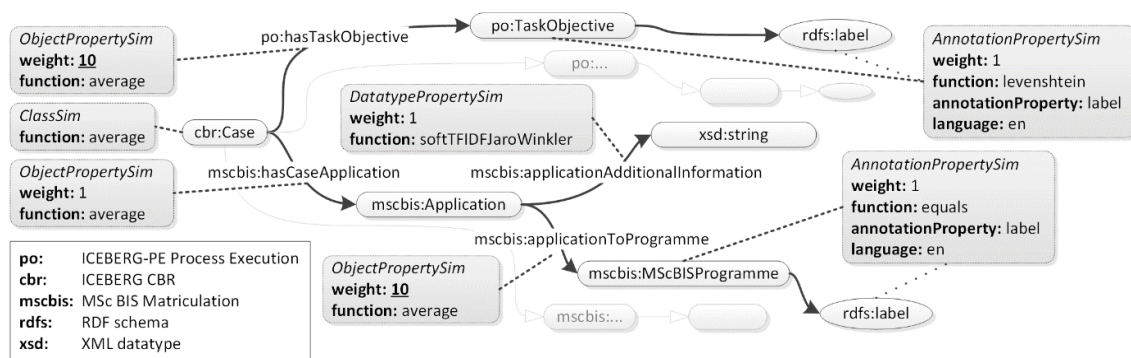 ObjectPropertySim
weight: 10
function: average
po:hasTaskObjective
po:TaskObjective
rdfs:label
AnnotationPropertySim
weight: 1
function: levenshtein
annotationProperty: label
language: en
po:...
ClassSim
function: average
cbr:Case
DatatypePropertySim
weight: 1
function: softTFIDFJaroWinkler
xsd:string
ObjectPropertySim
weight: 1
function: average
mscbis:hasCaseApplication
mscbis:applicationAdditionalInformation
mscbis:Application
AnnotationPropertySim
weight: 1
function: equals
annotationProperty: label
language: en
mscbis:applicationToProgramme
ObjectPropertySim
weight: 10
function: average
mscbis:MScBISProgramme
mscbis:...
rdfs:label
po: ICEBERG-PE Process Execution
cbr: ICEBERG CBR
mscbis: MSc BIS Matriculation
rdfs: RDF schema
xsd: XML datatype